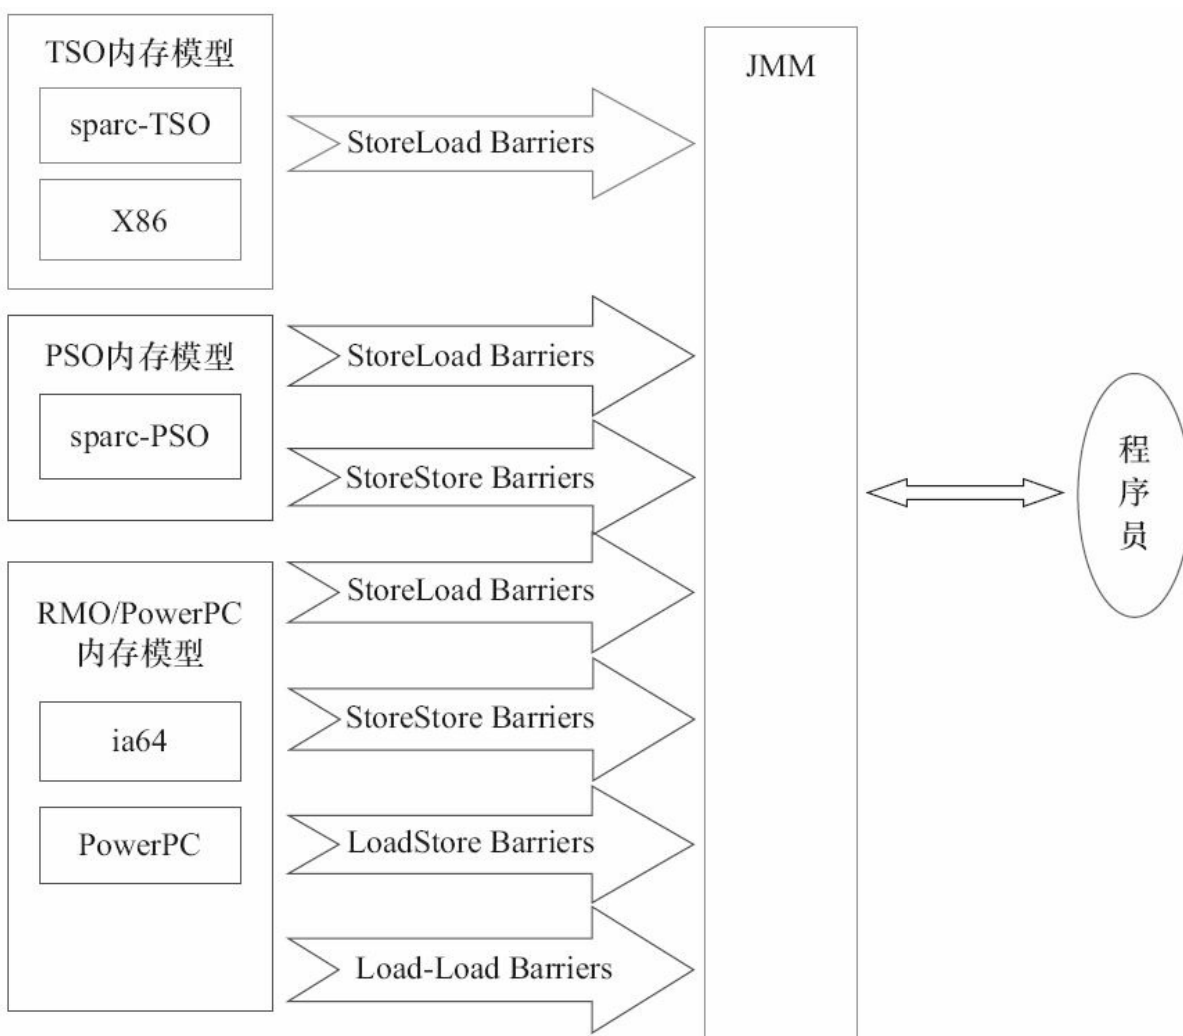 TSO内存模型
sparc-TSO
X86
StoreLoad Barriers
PSO内存模型
sparc-PSO
StoreLoad Barriers
StoreStore Barriers
RMO/PowerPC
内存模型
ia64
PowerPC
StoreLoad Barriers
StoreStore Barriers
LoadStore Barriers
Load-Load Barriers
JMM
程
序
员